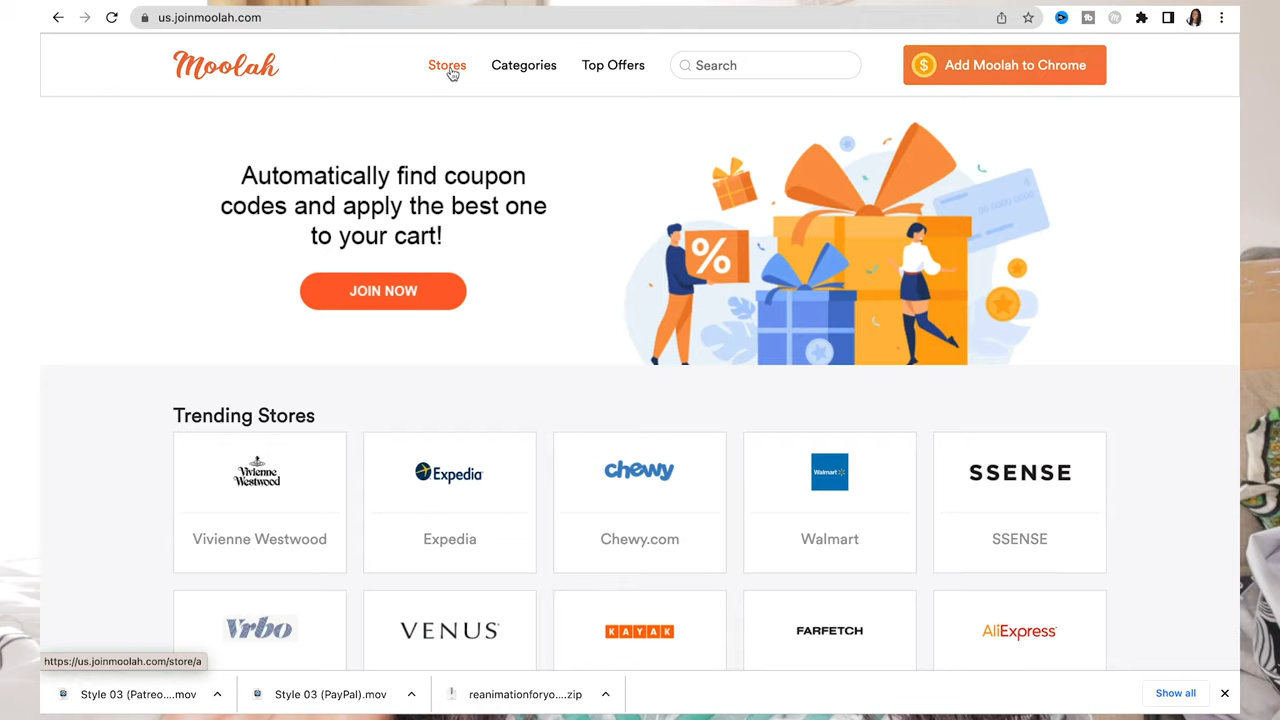 us.joinmoolah.com
Moolah
Stores
Categories
Top Offers
Search
$
Add Moolah to Chrome
Automatically find coupon
codes and apply the best one
to your cart!
JOIN NOW
%
Trending Stores
Vivienne
Westwood
Expedia
chewy
Walmart
SSENSE
Vivienne Westwood
Expedia
Chewy.com
Walmart
SSENSE
Vrbo
VENUS
KAYAK
FARFETCH
AliExpress
https://us.joinmoolah.com/store/a
Style 03 (Patreo....mov
Style 03 (PayPal).mov
reanimationforyo....zip
Show all